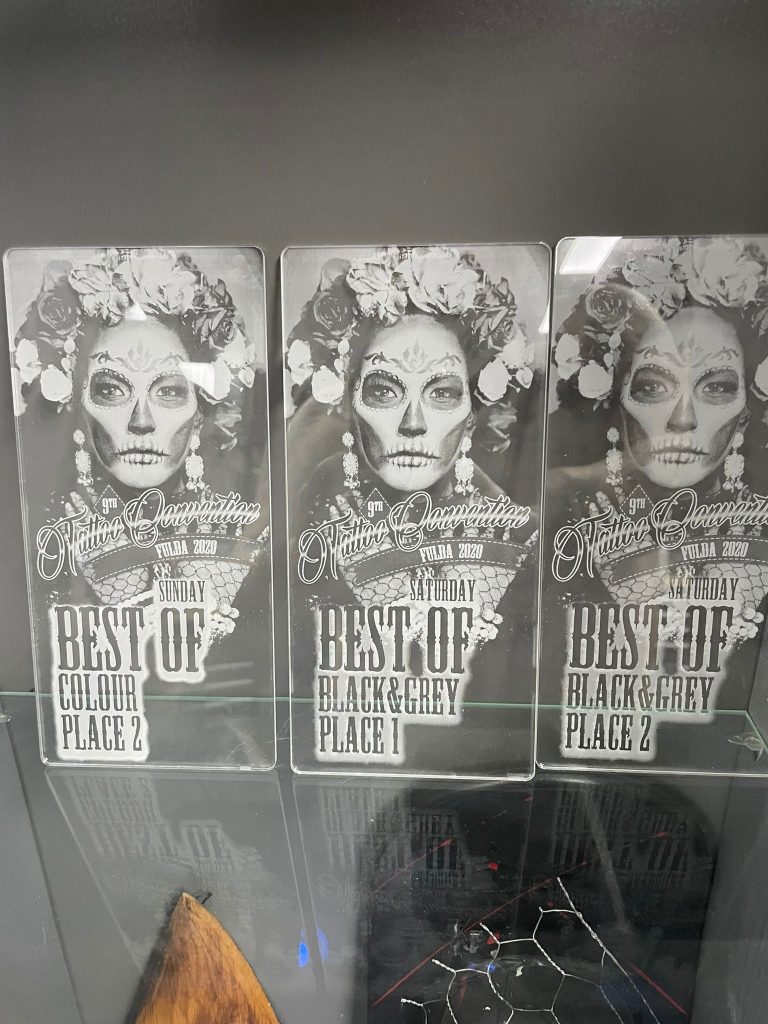 9TH
Tattoo Convention
FULDA 2020
SUNDAY
BEST OF
COLOUR
PLACE 2
9TH
Tattoo Convention
FULDA 2020
SATURDAY
BEST OF
BLACK&GREY
PLACE 1
9TH
Tattoo Conventi
FULDA 2020
SATURDAY
BEST OF
BLACK&GREY
PLACE 2